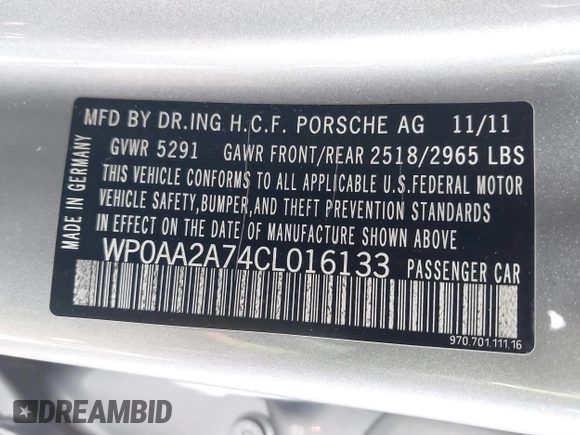 MFD BY DR.ING H.C.F. PORSCHE AG 11/11
GVWR 5291 GAWR FRONT/REAR 2518/2965 LBS
THIS VEHICLE CONFORMS TO ALL APPLICABLE U.S.FEDERAL MOTOR
VEHICLE SAFETY,BUMPER,AND THEFT PREVENTION STANDARDS
IN EFFECT ON THE DATE OF MANUFACTURE SHOWN ABOVE.
WP0AA2A74CL016133 PASSENGER CAR
MADE IN GERMANY
970.701.111.16
DREAMBID